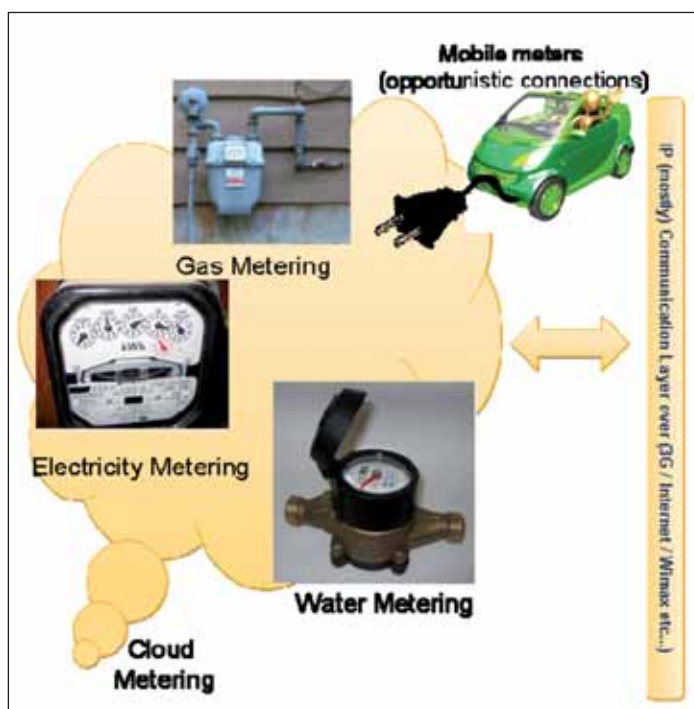 Mobile meters
(opportunistic connections)
Gas Metering
kWh
Electricity Metering
Water Metering
Cloud
Metering
IP (mostly) Communication Layer over (3G / Internet / Wimax etc...)